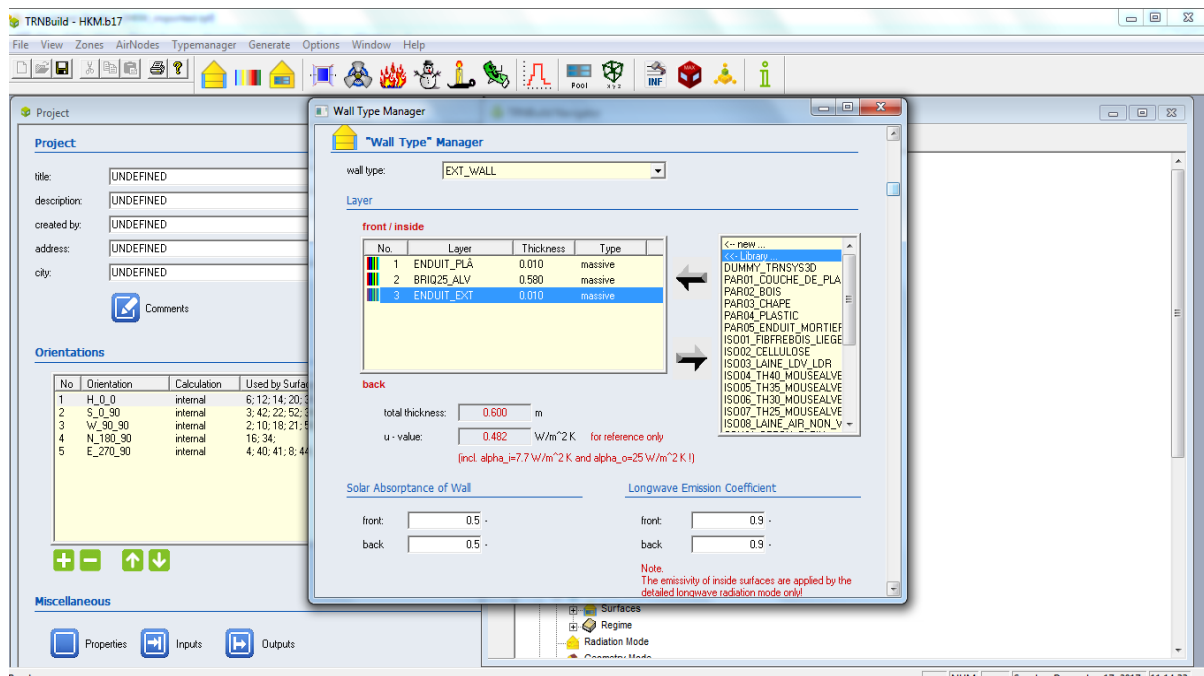 TRNBuild - HKM.b17
File View Zones AirNodes Typemanager Generate Options Window Help
Pool
X y z
INF
MAX
Project
Project
title: UNDEFINED
description: UNDEFINED
created by: UNDEFINED
address: UNDEFINED
city: UNDEFINED
Comments
Orientations
No Orientation Calculation Used by Surfa
1 H_0_0 internal 6; 12; 14; 20;
2 S_0_90 internal 3; 42; 22; 52;
3 W_90_90 internal 2; 10; 18; 21;
4 N_180_90 internal 16; 34;
5 E_270_90 internal 4; 40; 41; 8; 44
Miscellaneous
Properties Inputs Outputs
Wall Type Manager
"Wall Type" Manager
wall type: EXT_WALL
Layer
front / inside
No. Layer Thickness Type
1 ENDUIT_PLÂ 0.010 massive
2 BRIQ25_ALV 0.580 massive
3 ENDUIT_EXT 0.010 massive
back
total thickness: 0.600 m
u - value: 0.482 W/m^2 K for reference only
(incl. alpha_i=7.7 W/m^2 K and alpha_o=25 W/m^2 K !)
<-- new ...
<<- Library ...
DUMMY_TRNSYS3D
PAR01_COUCHE_DE_PLA
PAR02_BOIS
PAR03_CHAPE
PAR04_PLASTIC
PAR05_ENDUIT_MORTIER
ISO01_FIBFREBOIS_LIEGE
ISO02_CELLULOSE
ISO03_LAINE_LDV_LDR
ISO04_TH40_MOUSEALVE
ISO05_TH35_MOUSEALVE
ISO06_TH30_MOUSEALVE
ISO07_TH25_MOUSEALVE
ISO08_LAINE_AIR_NON_V
Solar Absorptance of Wall
front: 0.5 -
back 0.5 -
Longwave Emission Coefficient
front: 0.9 -
back 0.9 -
Note.
The emissivity of inside surfaces are applied by the
detailed longwave radiation mode only!
Surfaces
Regime
Radiation Mode
Geometry Mode